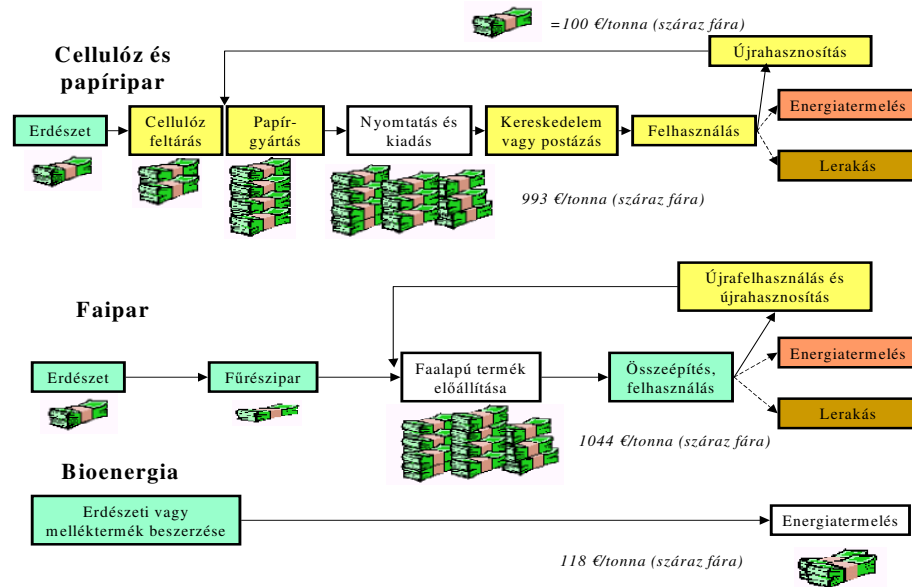 =100 €/tonna (száraz fára)
Cellulóz és
papíripar
Újrahasznosítás
Energiatermelés
Erdészet
Cellulóz
feltárás
Papír-
gyártás
Nyomtatás és
kiadás
Kereskedelem
vagy postázás
Felhasználás
Lerakás
993 €/tonna (száraz fára)
Újrafelhasználás és
újrahasznosítás
Faipar
Energiatermelés
Erdészet
Fűrészipar
Faalapú termék
előállítása
Összeépítés,
felhasználás
Lerakás
1044 €/tonna (száraz fára)
Bioenergia
Erdészeti vagy
melléktermék beszerzése
Energiatermelés
118 €/tonna (száraz fára)